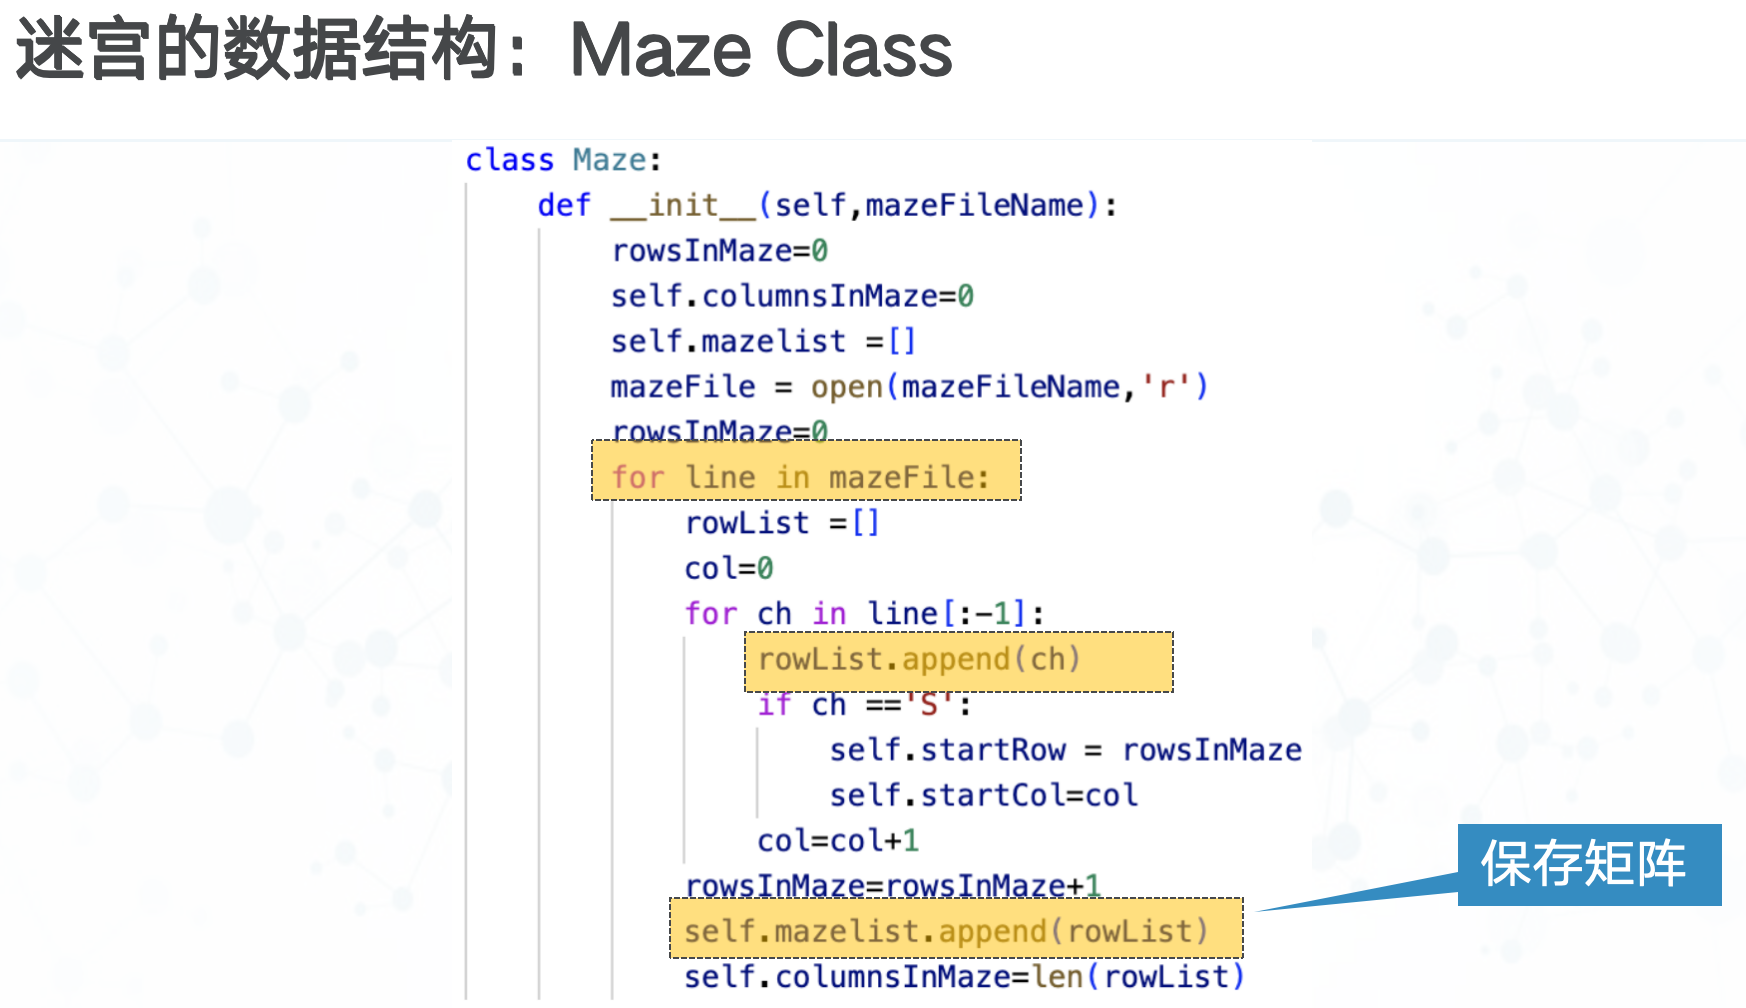 迷宫的数据结构：Maze Class
class Maze:
    def __init__(self,mazeFileName):
        rowsInMaze=0
        self.columnsInMaze=0
        self.mazelist =[]
        mazeFile = open(mazeFileName,'r')
        rowsInMaze=0
        for line in mazeFile:
            rowList =[]
            col=0
            for ch in line[:-1]:
                rowList.append(ch)
                if ch =='S':
                    self.startRow = rowsInMaze
                    self.startCol=col
                col=col+1
            rowsInMaze=rowsInMaze+1
            self.mazelist.append(rowList)
            self.columnsInMaze=len(rowList)
保存矩阵